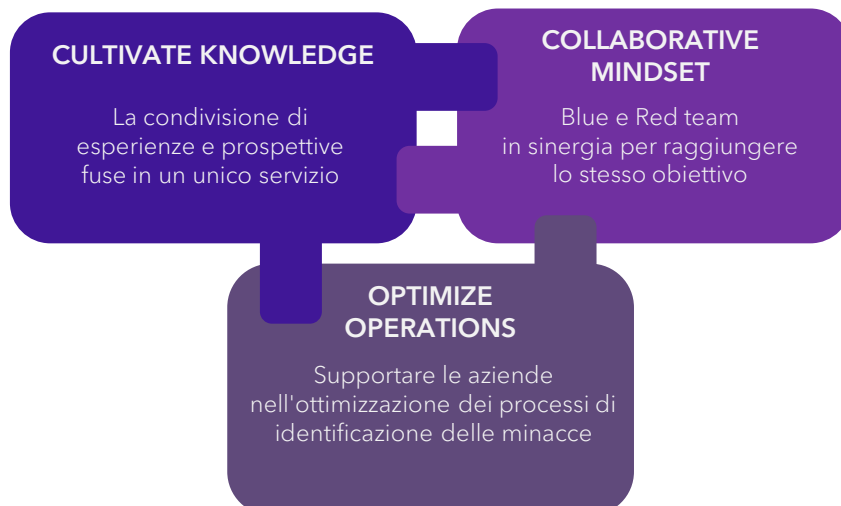 CULTIVATE KNOWLEDGE
La condivisione di
esperienze e prospettive
fuse in un unico servizio
COLLABORATIVE
MINDSET
Blue e Red team
in sinergia per raggiungere
lo stesso obiettivo
OPTIMIZE
OPERATIONS
Supportare le aziende
nell'ottimizzazione dei processi di
identificazione delle minacce